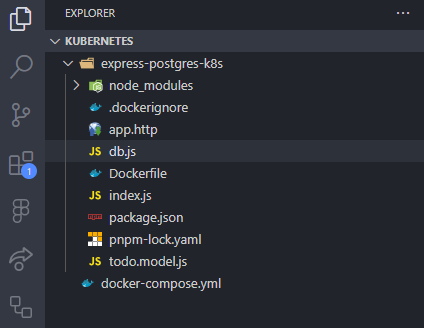 EXPLORER ...
KUBERNETES
express-postgres-k8s
node_modules
.dockerignore
app.http
JS db.js
Dockerfile
JS index.js
npm package.json
pnpm-lock.yaml
JS todo.model.js
docker-compose.yml
1